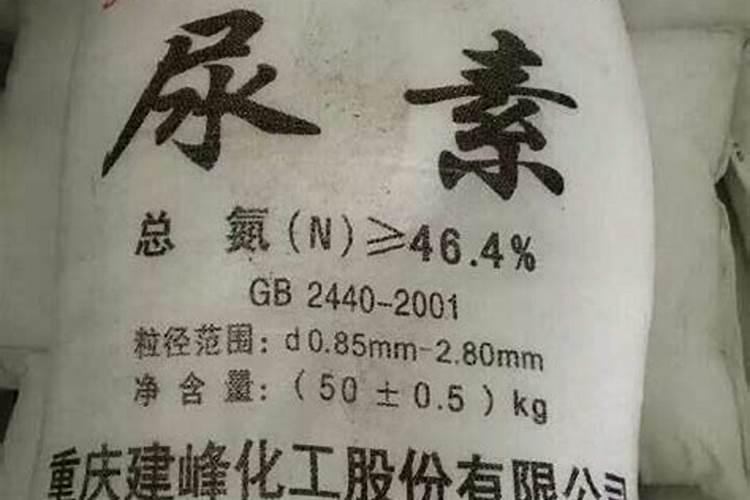 尿素
总 氮(N)≥46.4%
GB 2440-2001
粒径范围: d0.85mm-2.80mm
净含量:(50±0.5)kg
重庆建峰化工股份有限公司